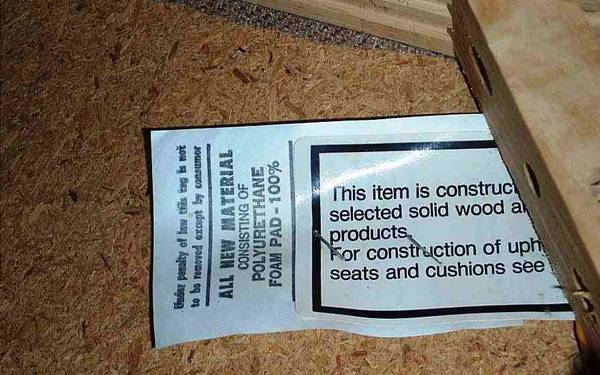 Under penalty of law this tag is not
to be removed except by consumer
ALL NEW MATERIAL
CONSISTING OF
POLYURETHANE
FOAM PAD - 100%
This item is construc
selected solid wood a
products.
For construction of uph
seats and cushions see